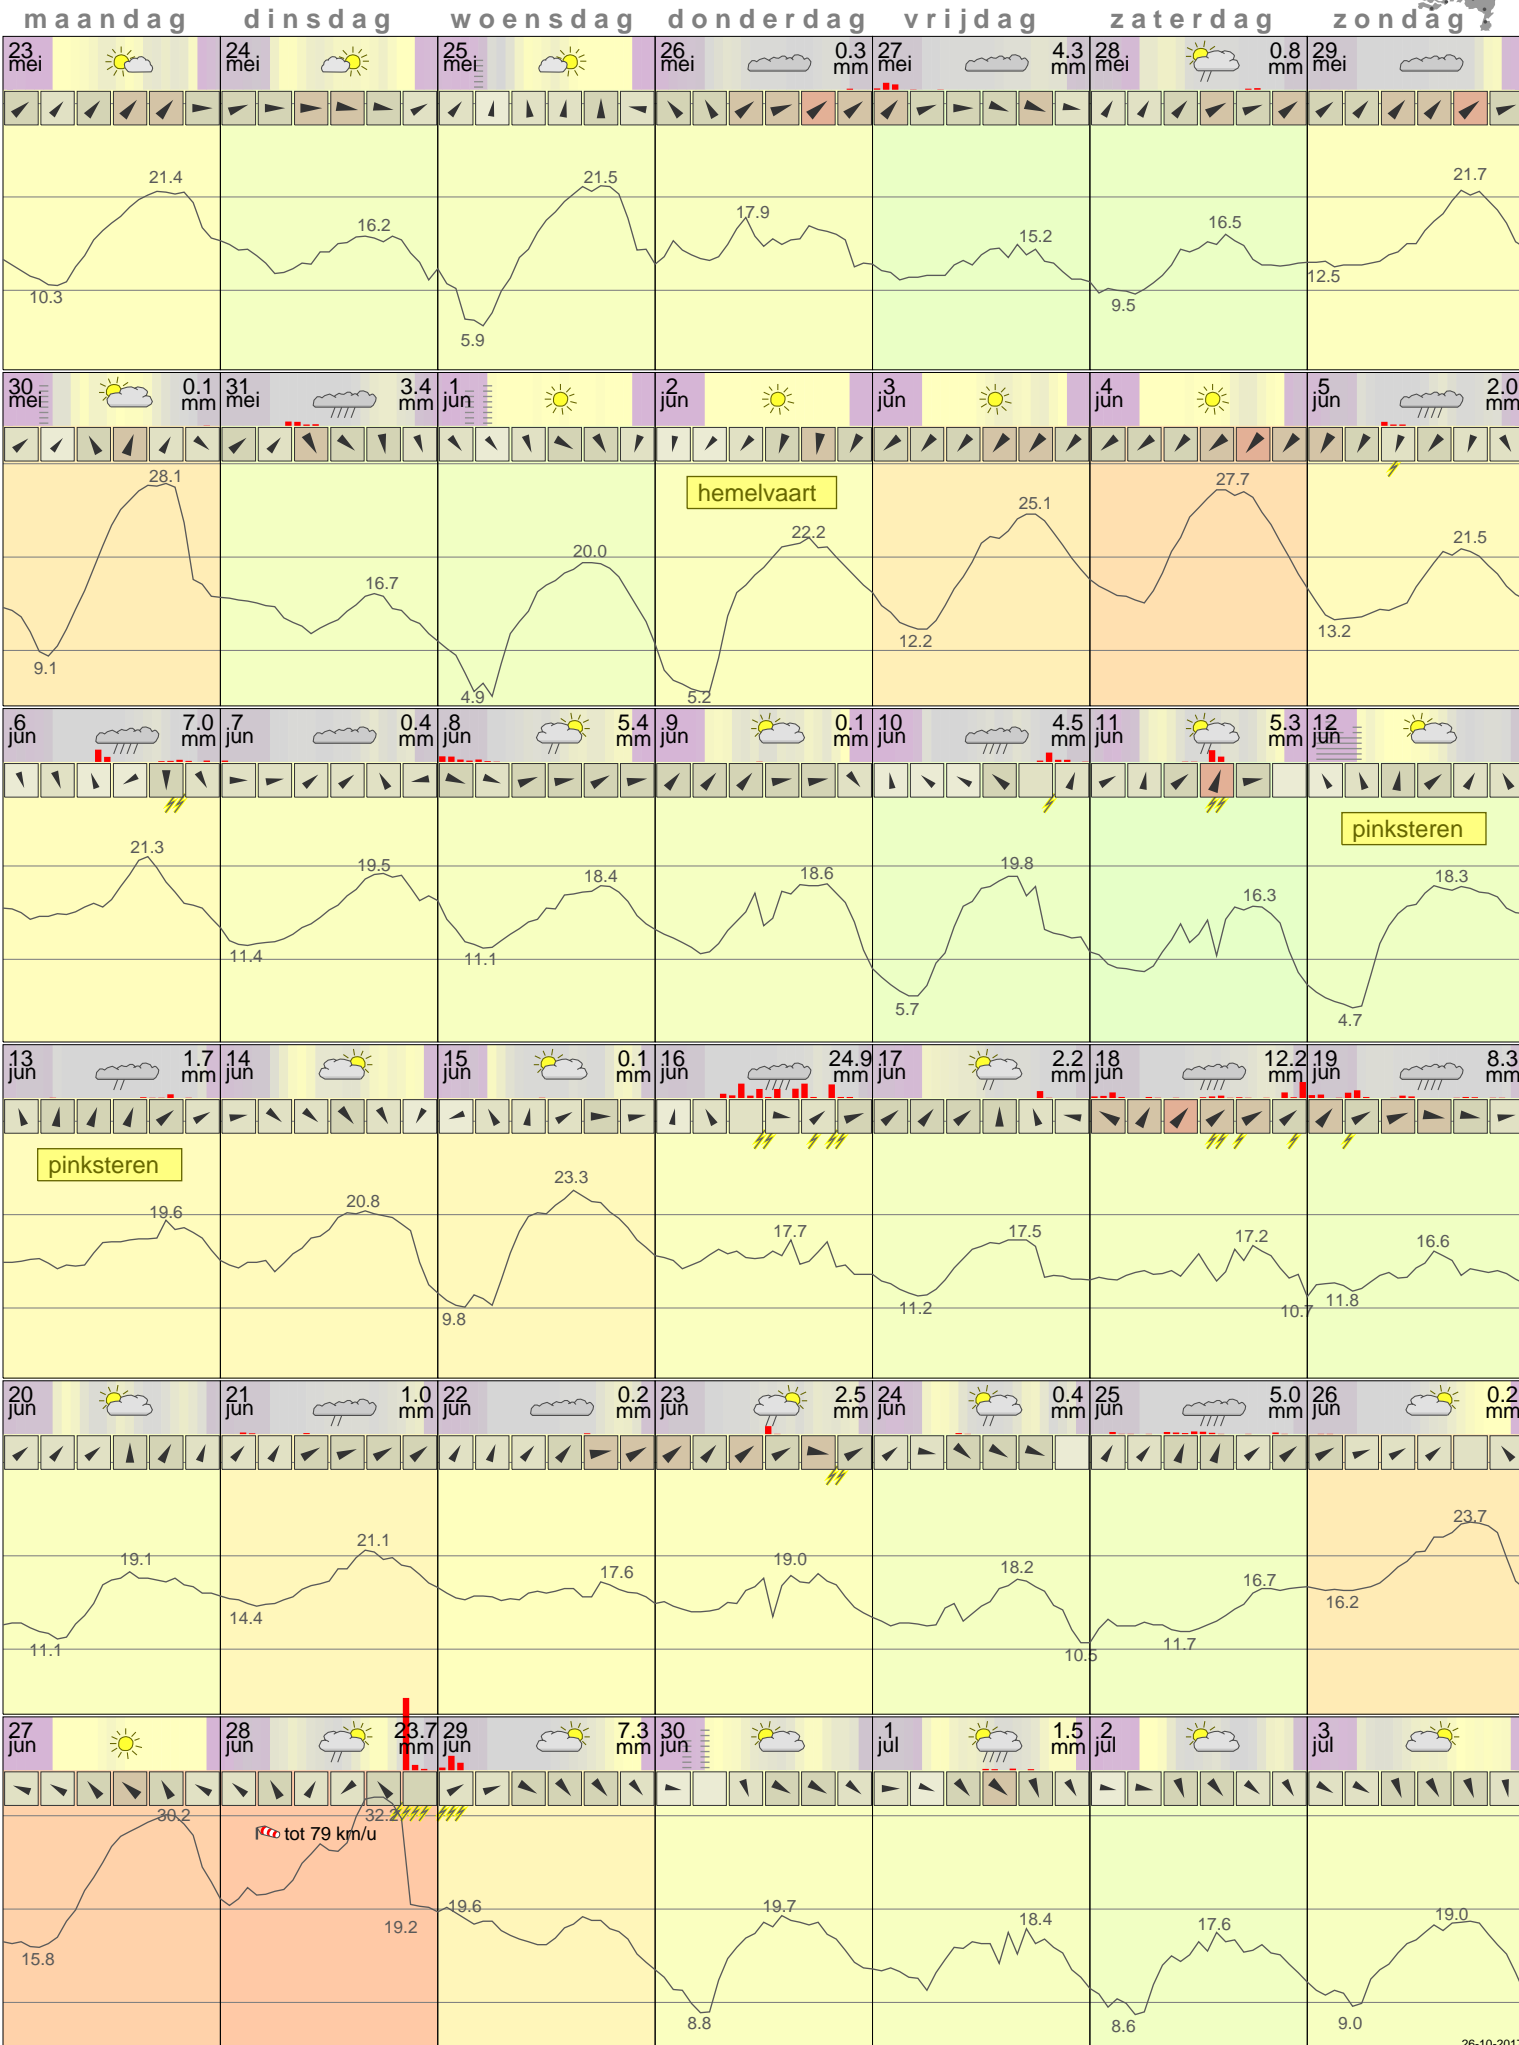 maandag dinsdag woensdag donderdag vrijdag zaterdag zondag
23 24 25 26 0.3 27 4.3 28 0.8 29
mei mei mei mei mm mei mm mei mm mei
21.4 16.2 21.5 17.9 15.2 16.5 21.7
10.3 5.9 9.5 12.5
30 0.1 31 3.4 1 2 3 4 5 2.0
mei mm mei mm jun jun jun jun jun mm
28.1 16.7 20.0 22.2 25.1 27.7 21.5
hemelvaart
9.1 4.9 5.2 12.2 13.2
6 7.0 7 0.4 8 5.4 9 0.1 10 4.5 11 5.3 12
jun mm jun mm jun mm jun mm jun mm jun mm jun
pinksteren
21.3 19.5 18.4 18.6 19.8 16.3 18.3
11.4 11.1 5.7 4.7
13 1.7 14 15 0.1 16 24.9 17 2.2 18 12.2 19 8.3
jun mm jun jun mm jun mm jun mm jun mm jun mm
pinksteren
19.6 20.8 23.3 17.7 17.5 17.2 16.6
9.8 11.2 10.7 11.8
20 21 1.0 22 0.2 23 2.5 24 0.4 25 5.0 26 0.2
jun jun mm jun mm jun mm jun mm jun mm jun mm
19.1 21.1 17.6 19.0 18.2 16.7 23.7
11.1 14.4 10.5 11.7 16.2
27 28 23.7 29 7.3 30 1 1.5 2 3
jun jun mm jun mm jun jul mm jul jul
30.2 32.2
tot 79 km/u
19.2 19.6 19.7 18.4 17.6 19.0
15.8 8.8 8.6 9.0
26-10-2017